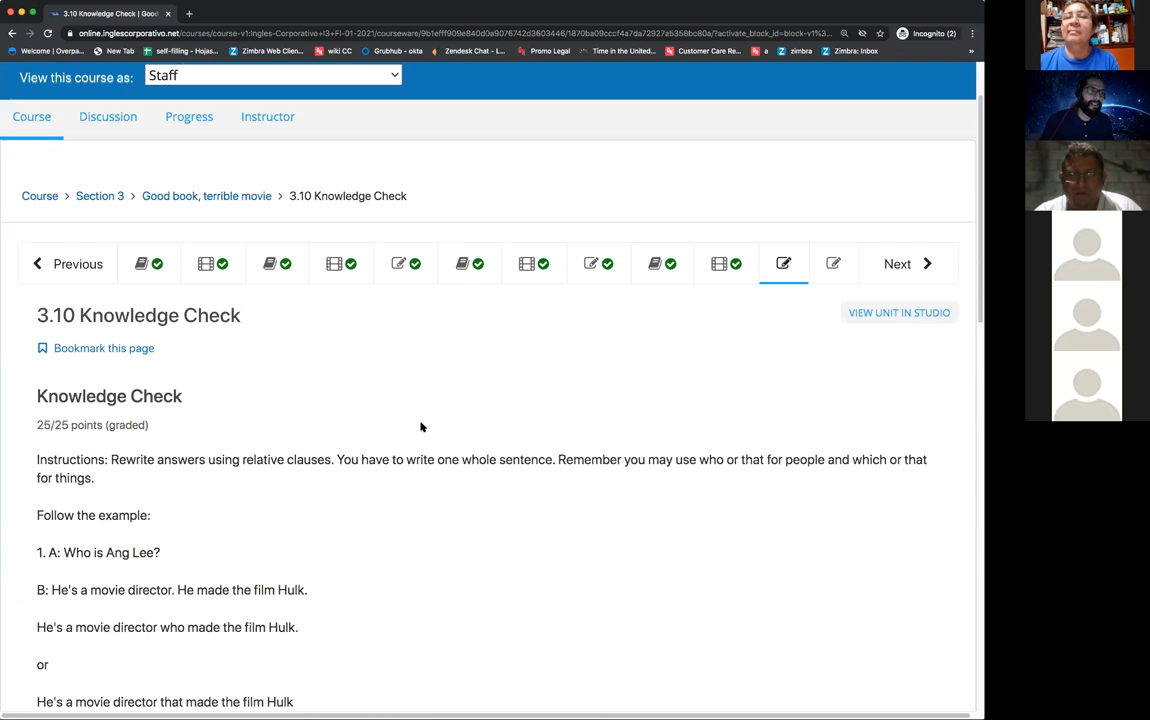 3.10 Knowledge Check | Good
online.inglescorporativo.net/courses/course-v1:Ingles-Corporativo+I3+FI-01-2021/courseware/9b1efff909e840d0a9076742d3603446/1870ba09cccf4a7da72927a5358bc80a/?activate_block_id=block-v1%3...
Incognito (2)
Welcome | Overpa...
New Tab
self-filling - Hojas...
Zimbra Web Clien...
wiki CC
Grubhub - okta
Zendesk Chat - L...
Promo Legal
Time in the United...
Customer Care Re...
a
zimbra
Zimbra: Inbox
»
View this course as:
Staff
Course
Discussion
Progress
Instructor
Course > Section 3 > Good book, terrible movie > 3.10 Knowledge Check
Previous
Next
3.10 Knowledge Check
VIEW UNIT IN STUDIO
Bookmark this page
Knowledge Check
25/25 points (graded)
Instructions: Rewrite answers using relative clauses. You have to write one whole sentence. Remember you may use who or that for people and which or that
for things.
Follow the example:
1. A: Who is Ang Lee?
B: He's a movie director. He made the film Hulk.
He's a movie director who made the film Hulk.
or
He's a movie director that made the film Hulk